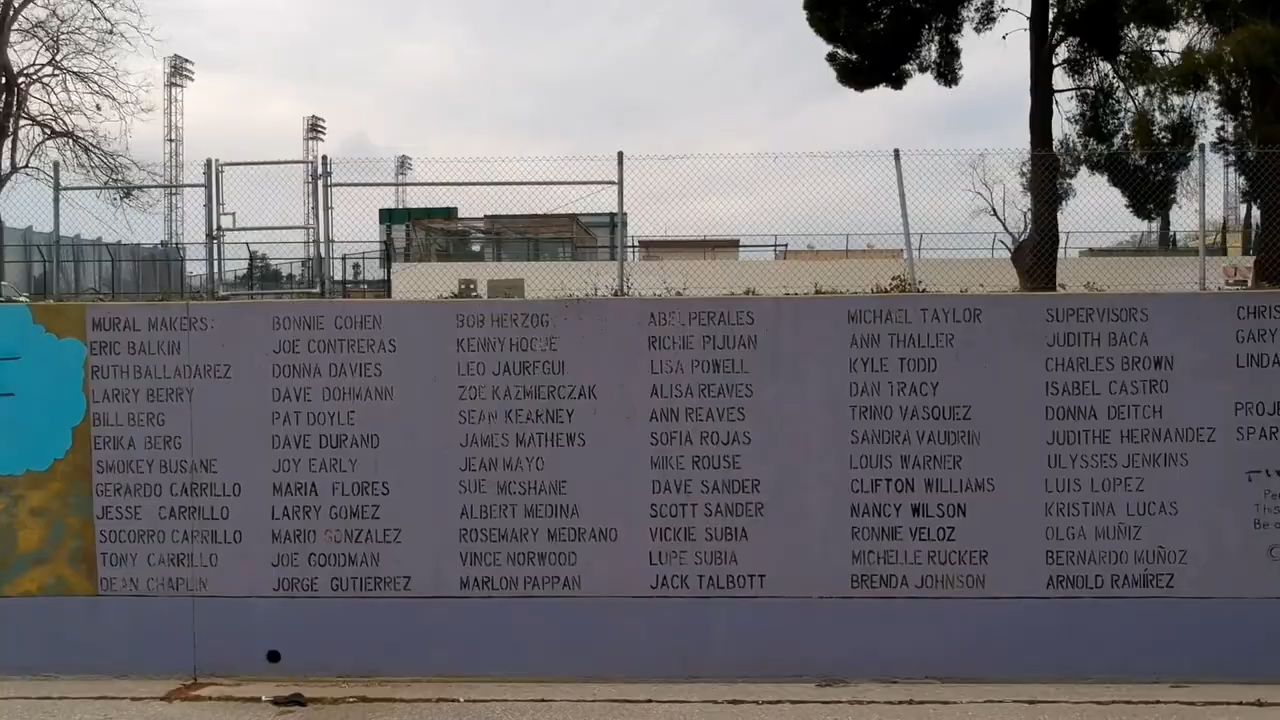 MURAL MAKERS:
ERIC BALKIN
RUTH BALLADAREZ
LARRY BERRY
BILL BERG
ERIKA BERG
SMOKEY BUSANE
GERARDO CARRILLO
JESSE CARRILLO
SOCORRO CARRILLO
TONY CARRILLO
DEAN CHAPLIN
BONNIE COHEN
JOE CONTRERAS
DONNA DAVIES
DAVE DOHMANN
PAT DOYLE
DAVE DURAND
JOY EARLY
MARIA FLORES
LARRY GOMEZ
MARIO GONZALEZ
JOE GOODMAN
JORGE GUTIERREZ
BOB HERZOG
KENNY HOGUE
LEO JAUREGUI
ZOE KAZMIERCZAK
SEAN KEARNEY
JAMES MATHEWS
JEAN MAYO
SUE MCSHANE
ALBERT MEDINA
ROSEMARY MEDRANO
VINCE NORWOOD
MARLON PAPPAN
ABEL PERALES
RICHIE PIJUAN
LISA POWELL
ALISA REAVES
ANN REAVES
SOFIA ROJAS
MIKE ROUSE
DAVE SANDER
SCOTT SANDER
VICKIE SUBIA
LUPE SUBIA
JACK TALBOTT
MICHAEL TAYLOR
ANN THALLER
KYLE TODD
DAN TRACY
TRINO VASQUEZ
SANDRA VAUDRIN
LOUIS WARNER
CLIFTON WILLIAMS
NANCY WILSON
RONNIE VELOZ
MICHELLE RUCKER
BRENDA JOHNSON
SUPERVISORS
JUDITH BACA
CHARLES BROWN
ISABEL CASTRO
DONNA DEITCH
JUDITHE HERNANDEZ
ULYSSES JENKINS
LUIS LOPEZ
KRISTINA LUCAS
OLGA MUÑIZ
BERNARDO MUÑOZ
ARNOLD RAMÍREZ
CHRIS
GARY
LINDA
PROJE
SPAR
This
©